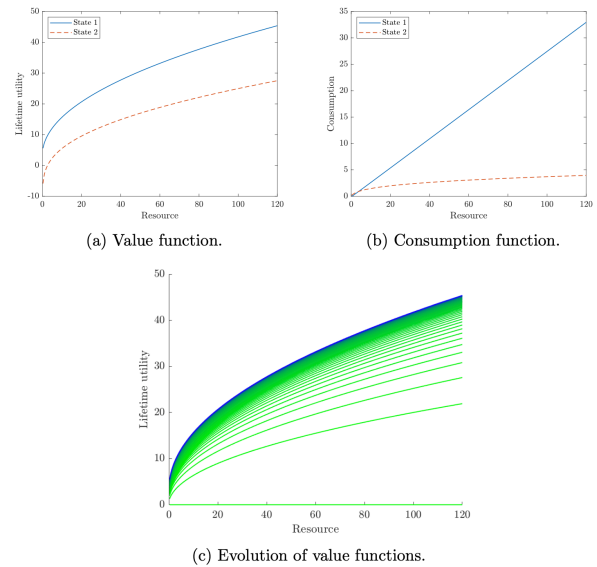 50
40
30
20
10
0
-10
Lifetime utility
State 1
State 2
0 20 40 60 80 100 120
Resource
(a) Value function.
35
30
25
20
15
10
5
0
Consumption
State 1
State 2
0 20 40 60 80 100 120
Resource
(b) Consumption function.
50
40
30
20
10
0
Lifetime utility
0 20 40 60 80 100 120
Resource
(c) Evolution of value functions.